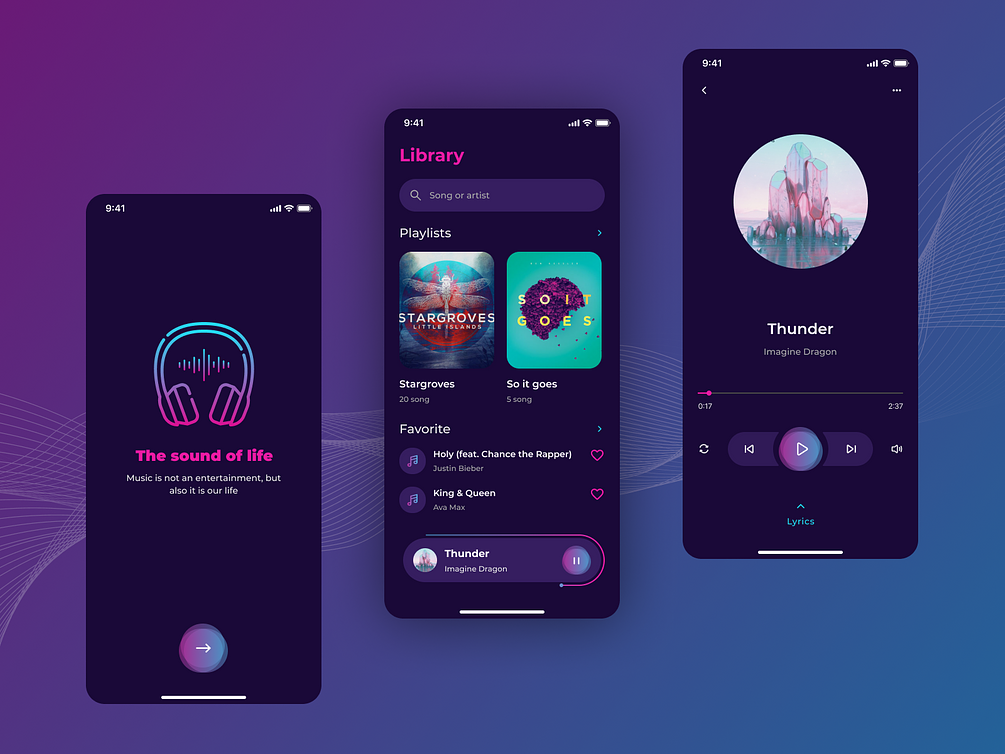 9:41
The sound of life
Music is not an entertainment, but
also it is our life
9:41
Library
Song or artist
Playlists
STARGROVES
LITTLE ISLANDS
SO IT
GOES
Stargroves
20 song
So it goes
5 song
Favorite
Holy (feat. Chance the Rapper)
Justin Bieber
King & Queen
Ava Max
Thunder
Imagine Dragon
9:41
Thunder
Imagine Dragon
0:17
2:37
Lyrics